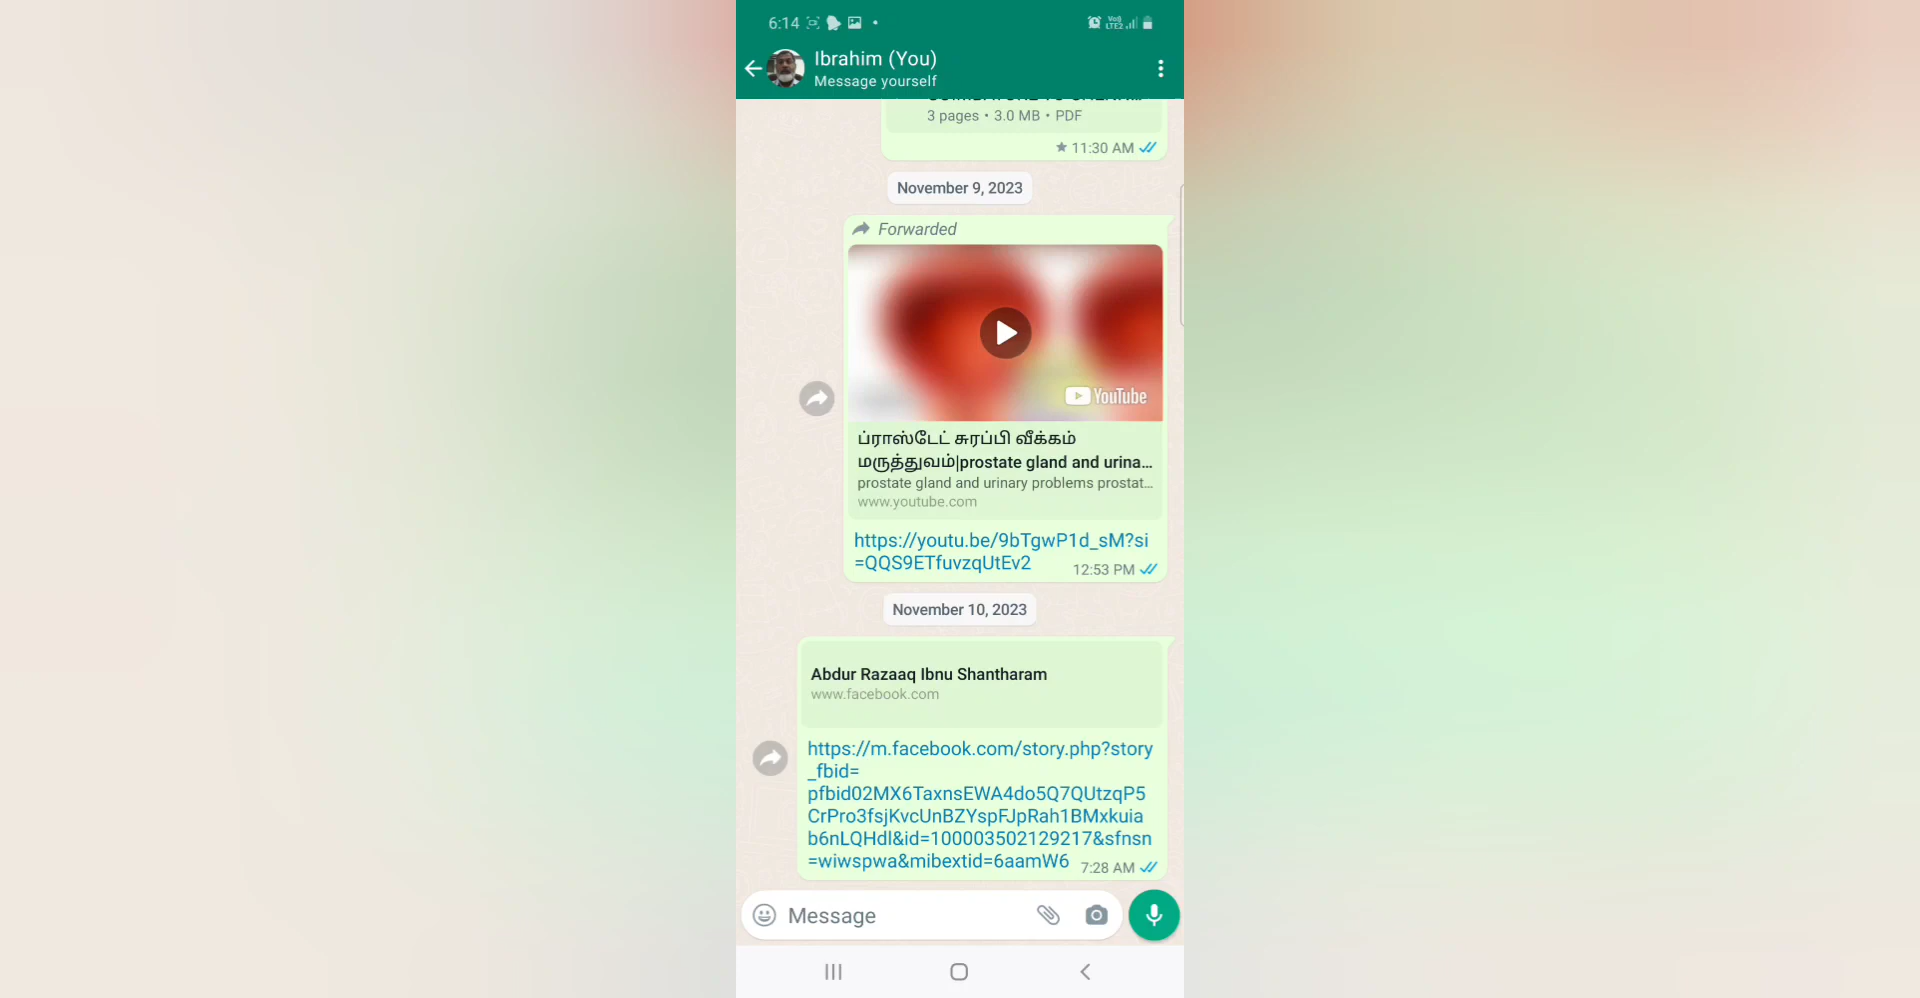 6:14
Vo))
LTE2
Ibrahim (You)
Message yourself
3 pages • 3.0 MB • PDF
11:30 AM
November 9, 2023
Forwarded
YouTube
ப்ராஸ்டேட் சுரப்பி வீக்கம்
மருத்துவம்|prostate gland and urina...
prostate gland and urinary problems prostat...
www.youtube.com
https://youtu.be/9bTgwP1d_sM?si
=QQS9ETfuvzqUtEv2
12:53 PM
November 10, 2023
Abdur Razaaq Ibnu Shantharam
www.facebook.com
https://m.facebook.com/story.php?story
_fbid=
pfbid02MX6TaxnsEWA4do5Q7QUtzqP5
CrPro3fsjKvcUnBZYspFJpRah1BMxkuia
b6nLQHdl&id=100003502129217&sfnsn
=wiwspwa&mibextid=6aamW6
7:28 AM
Message